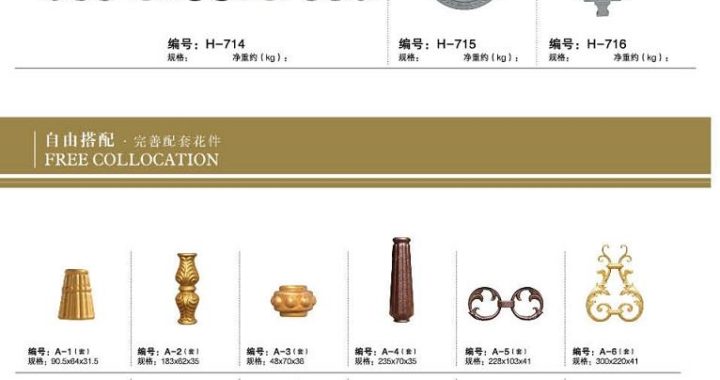 编号：H-714
规格： 净重约（kg）：
编号：H-715
规格： 净重约（kg）：
编号：H-716
规格： 净重约（kg）：
自由搭配 · 完善配套花件
FREE COLLOCATION
编号：A-1（套）
规格：90.5x64x31.5
编号：A-2（套）
规格：183x62x35
编号：A-3（套）
规格：48x70x36
编号：A-4（套）
规格：235x70x35
编号：A-5（套）
规格：228x103x41
编号：A-6（套）
规格：300x220x41